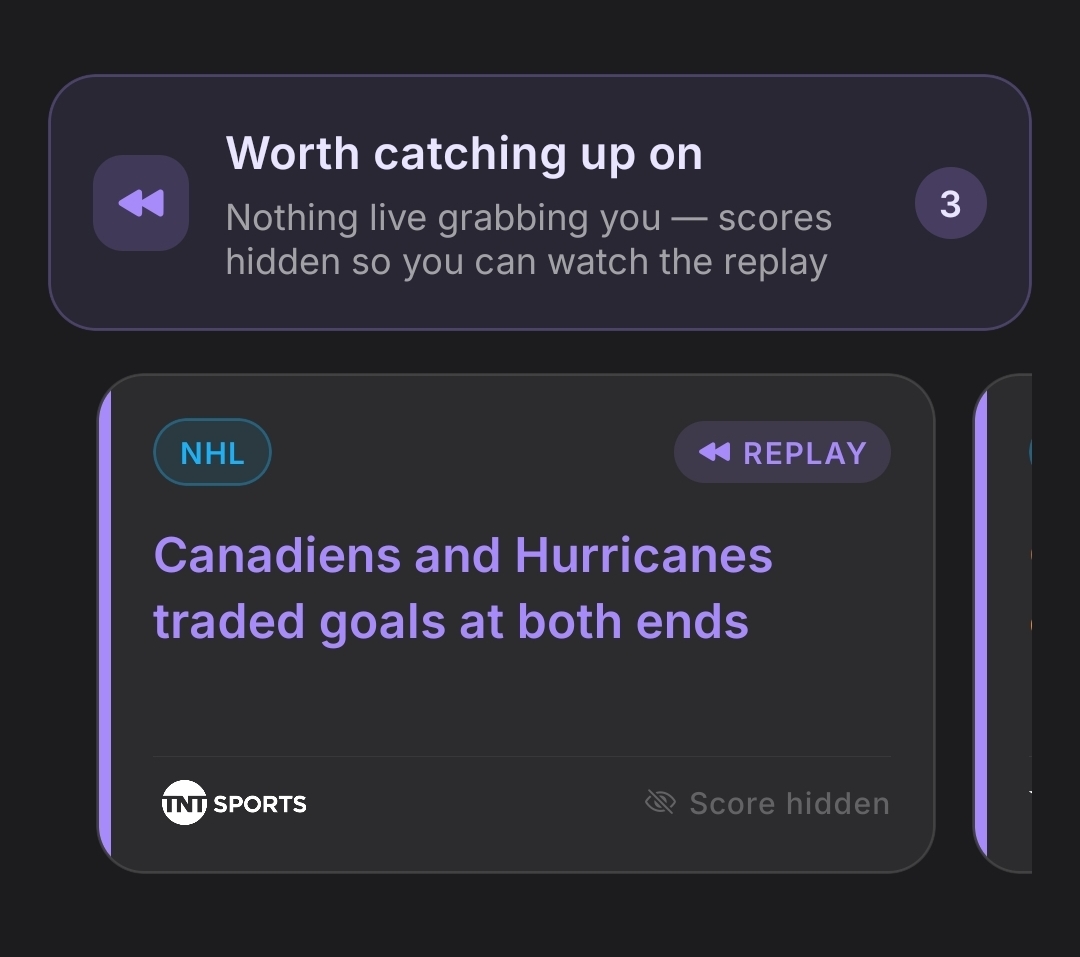 Worth catching up on
Nothing live grabbing you — scores
hidden so you can watch the replay
3
NHL
REPLAY
Canadiens and Hurricanes
traded goals at both ends
TNT SPORTS
Score hidden